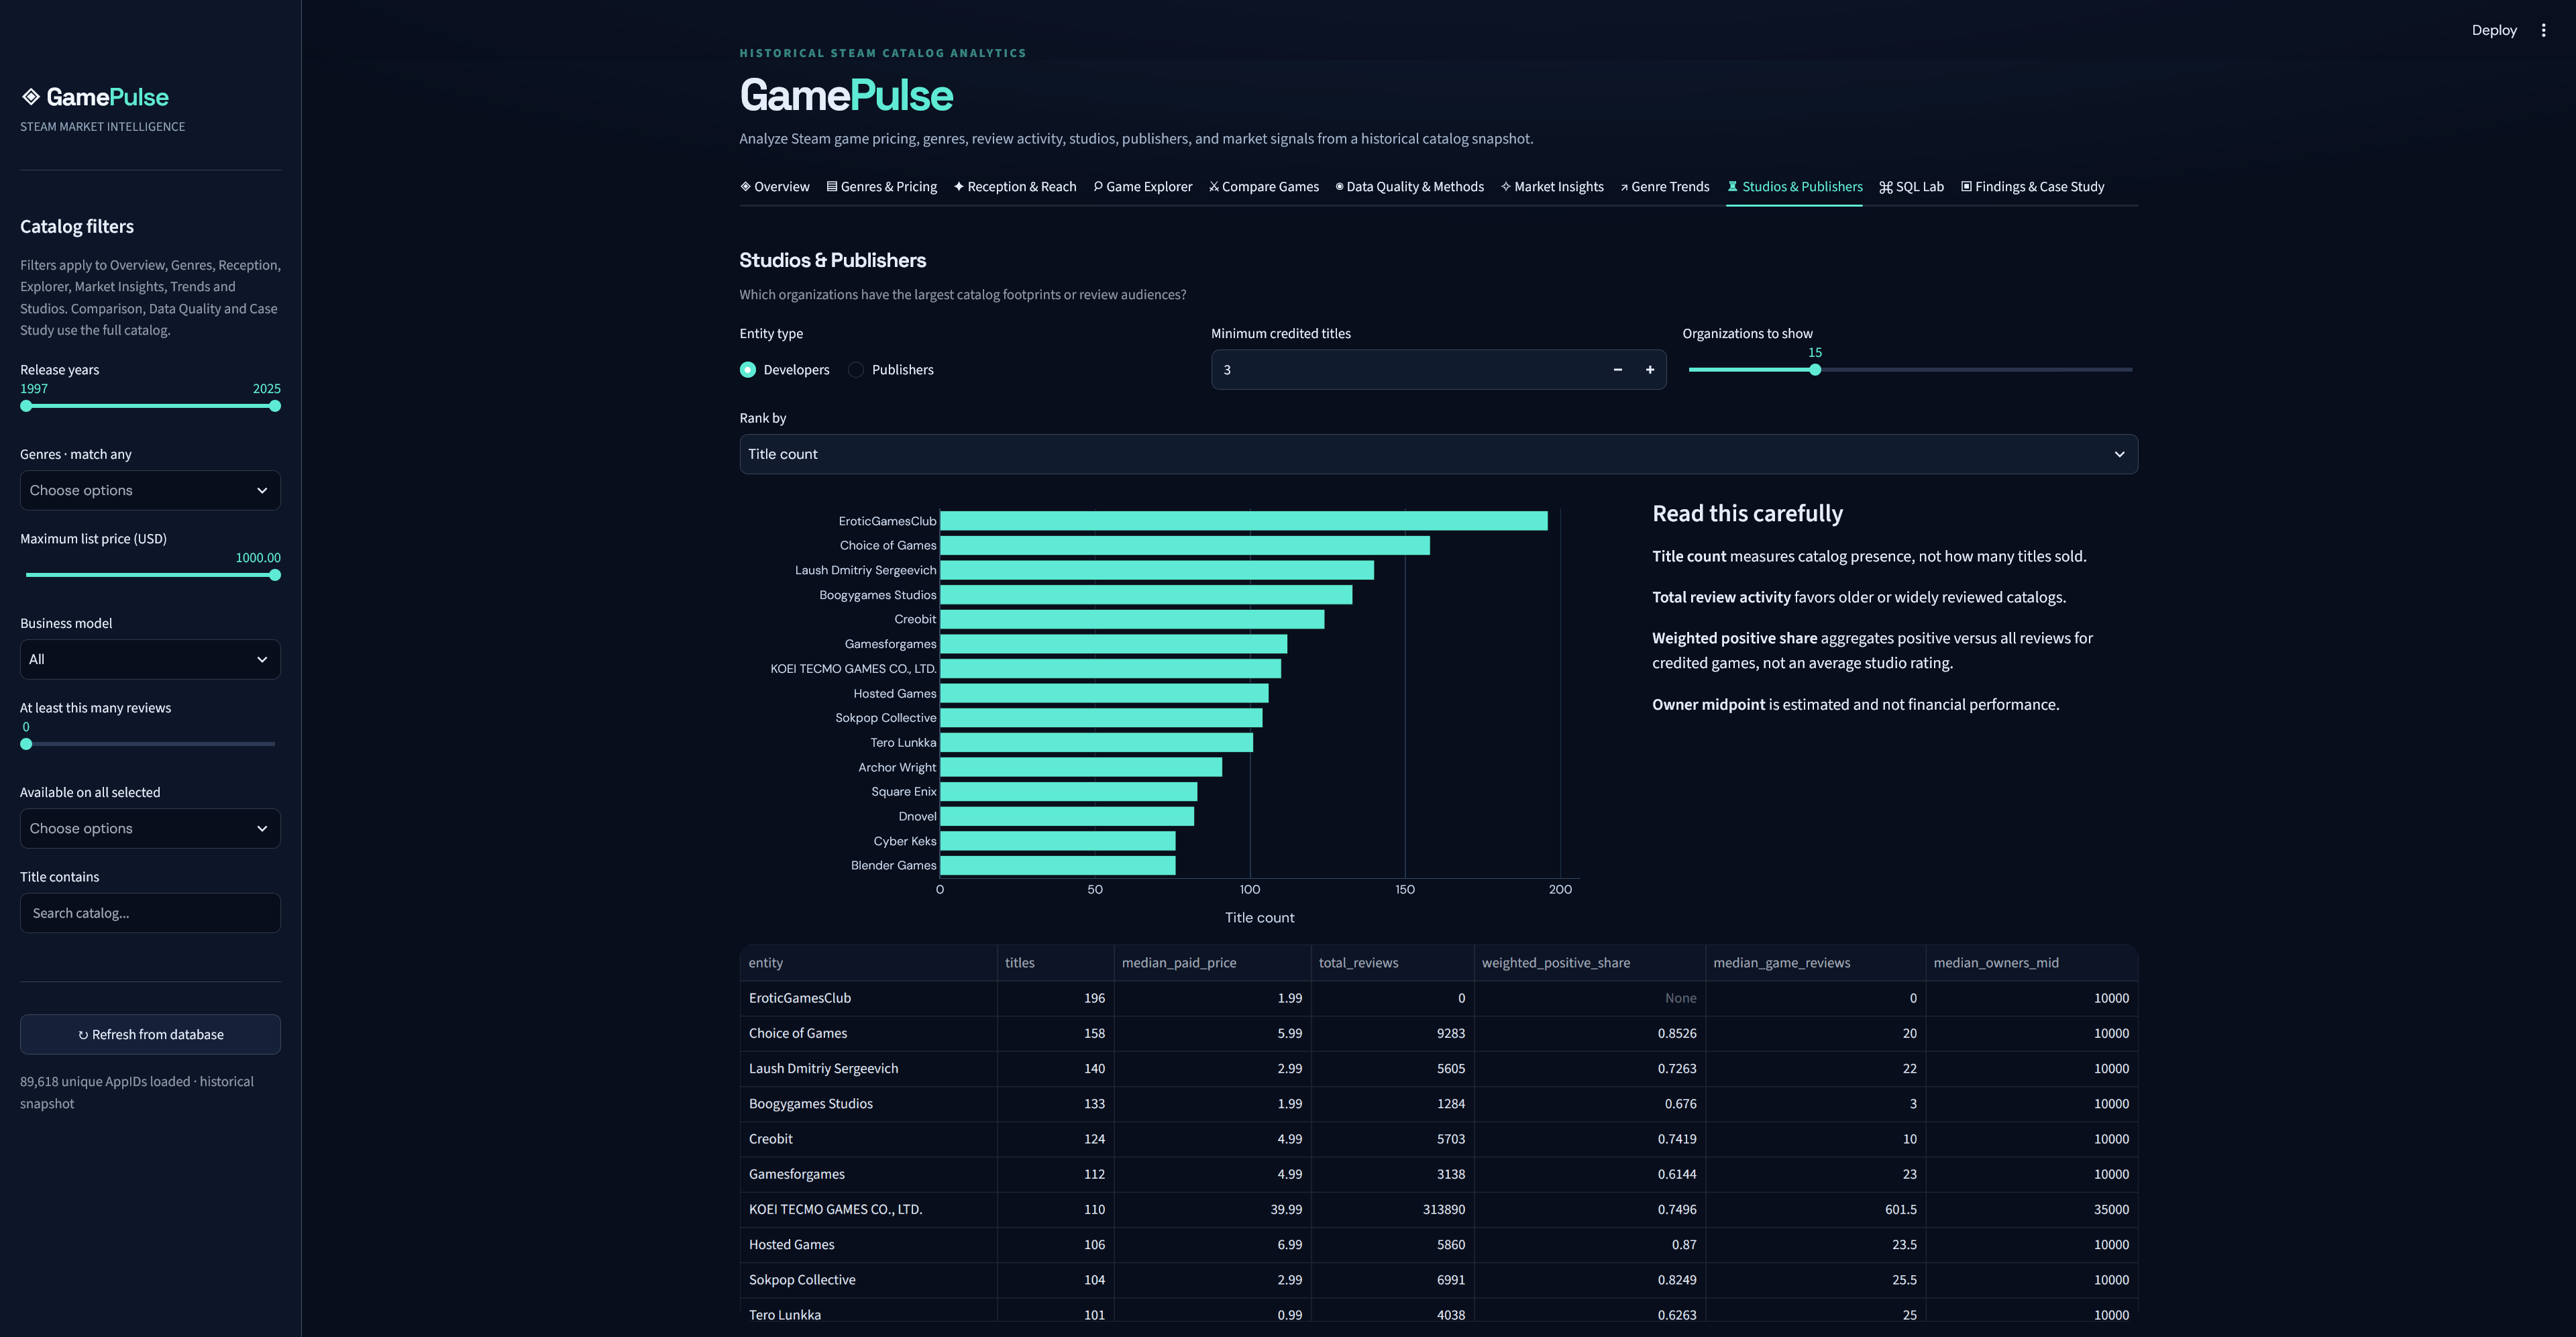 Deploy
GamePulse
STEAM MARKET INTELLIGENCE
Catalog filters
Filters apply to Overview, Genres, Reception,
Explorer, Market Insights, Trends and
Studios. Comparison, Data Quality and Case
Study use the full catalog.
Release years
1997 2025
Genres · match any
Choose options
Maximum list price (USD)
1000.00
Business model
All
At least this many reviews
0
Available on all selected
Choose options
Title contains
Search catalog...
↻ Refresh from database
89,618 unique AppIDs loaded · historical
snapshot
HISTORICAL STEAM CATALOG ANALYTICS
GamePulse
Analyze Steam game pricing, genres, review activity, studios, publishers, and market signals from a historical catalog snapshot.
Overview Genres & Pricing Reception & Reach Game Explorer Compare Games Data Quality & Methods Market Insights Genre Trends Studios & Publishers SQL Lab Findings & Case Study
Studios & Publishers
Which organizations have the largest catalog footprints or review audiences?
Entity type Minimum credited titles Organizations to show
15
Developers Publishers 3 − +
Rank by
Title count
EroticGamesClub
Choice of Games
Laush Dmitriy Sergeevich
Boogygames Studios
Creobit
Gamesforgames
KOEI TECMO GAMES CO., LTD.
Hosted Games
Sokpop Collective
Tero Lunkka
Archor Wright
Square Enix
Dnovel
Cyber Keks
Blender Games
0 50 100 150 200
Title count
Read this carefully
Title count measures catalog presence, not how many titles sold.
Total review activity favors older or widely reviewed catalogs.
Weighted positive share aggregates positive versus all reviews for
credited games, not an average studio rating.
Owner midpoint is estimated and not financial performance.
entity titles median_paid_price total_reviews weighted_positive_share median_game_reviews median_owners_mid
EroticGamesClub 196 1.99 0 None 0 10000
Choice of Games 158 5.99 9283 0.8526 20 10000
Laush Dmitriy Sergeevich 140 2.99 5605 0.7263 22 10000
Boogygames Studios 133 1.99 1284 0.676 3 10000
Creobit 124 4.99 5703 0.7419 10 10000
Gamesforgames 112 4.99 3138 0.6144 23 10000
KOEI TECMO GAMES CO., LTD. 110 39.99 313890 0.7496 601.5 35000
Hosted Games 106 6.99 5860 0.87 23.5 10000
Sokpop Collective 104 2.99 6991 0.8249 25.5 10000
Tero Lunkka 101 0.99 4038 0.6263 25 10000